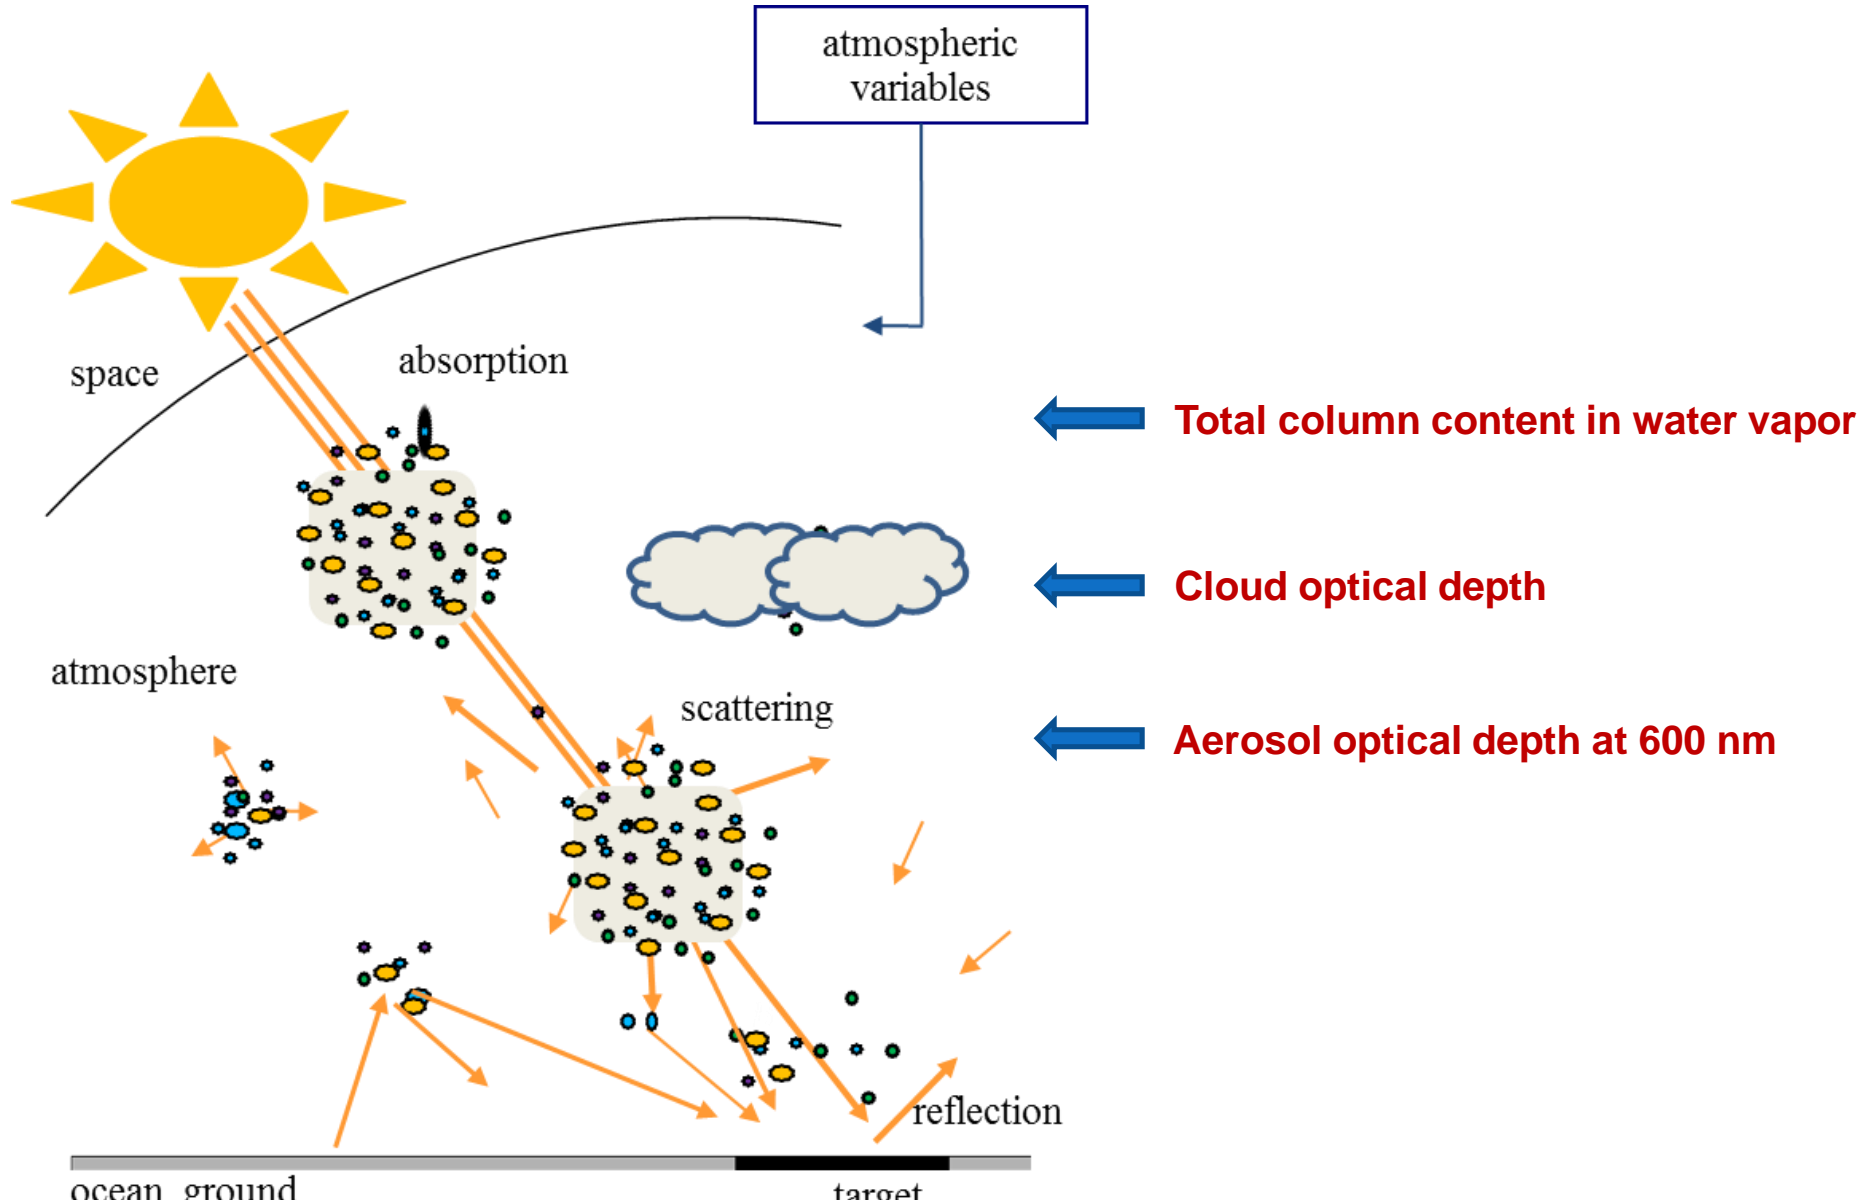 atmospheric
variables
space
absorption
Total column content in water vapor
Cloud optical depth
atmosphere
scattering
Aerosol optical depth at 600 nm
reflection
ocean, ground
target